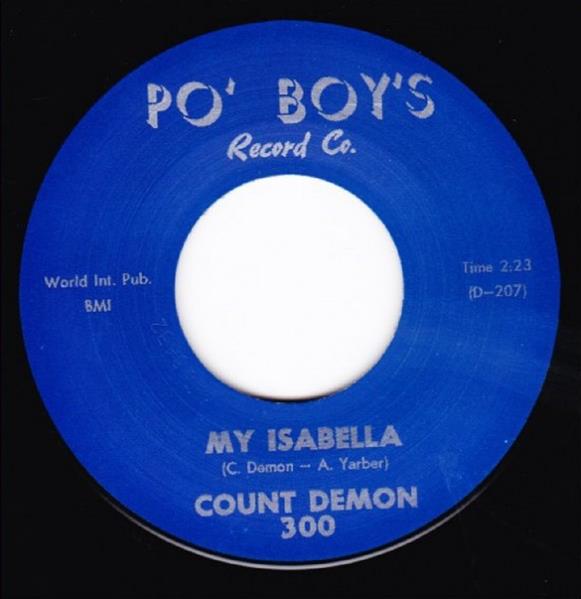 PO' BOY'S
Record Co.
World Int. Pub.
BMI
Time 2:23
(D-207)
MY ISABELLA
(C. Demon - A. Yarber)
COUNT DEMON
300